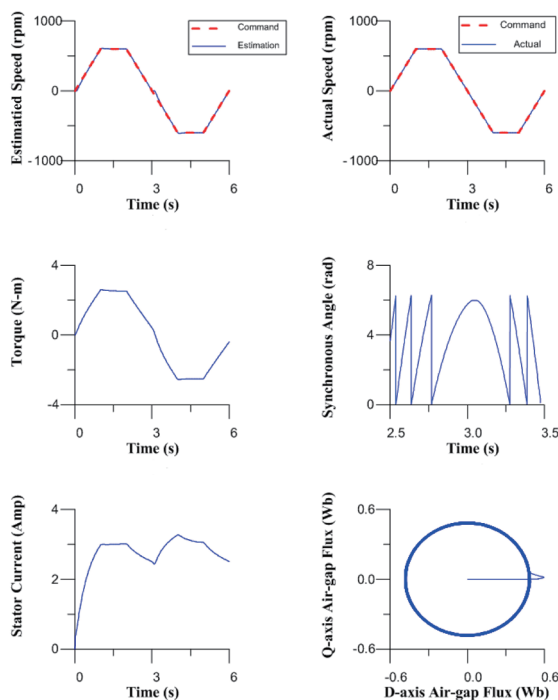 1000
Command
Estimation
0
-1000
Estimatied Speed (rpm)
0 3 6
Time (s)
1000
Command
Actual
0
-1000
Actual Speed (rpm)
0 3 6
Time (s)
4
0
-4
Torque (N-m)
0 3 6
Time (s)
8
4
0
Synchronous Angle (rad)
2.5 3.0 3.5
Time (s)
4
2
0
Stator Current (Amp)
0 3 6
Time (s)
0.6
0.0
-0.6
Q-axis Air-gap Flux (Wb)
-0.6 0.0 0.6
D-axis Air-gap Flux (Wb)